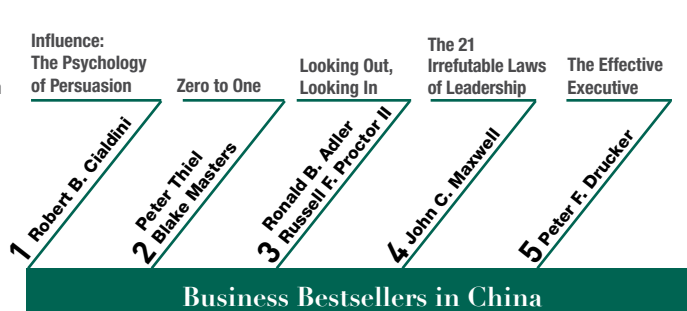 Influence:
The Psychology
of Persuasion
Zero to One
Looking Out,
Looking In
The 21
Irrefutable Laws
of Leadership
The Effective
Executive
1 Robert B. Cialdini
2 Peter Thiel
Blake Masters
3 Ronald B. Adler
Russell F. Proctor II
4 John C. Maxwell
5 Peter F. Drucker
Business Bestsellers in China